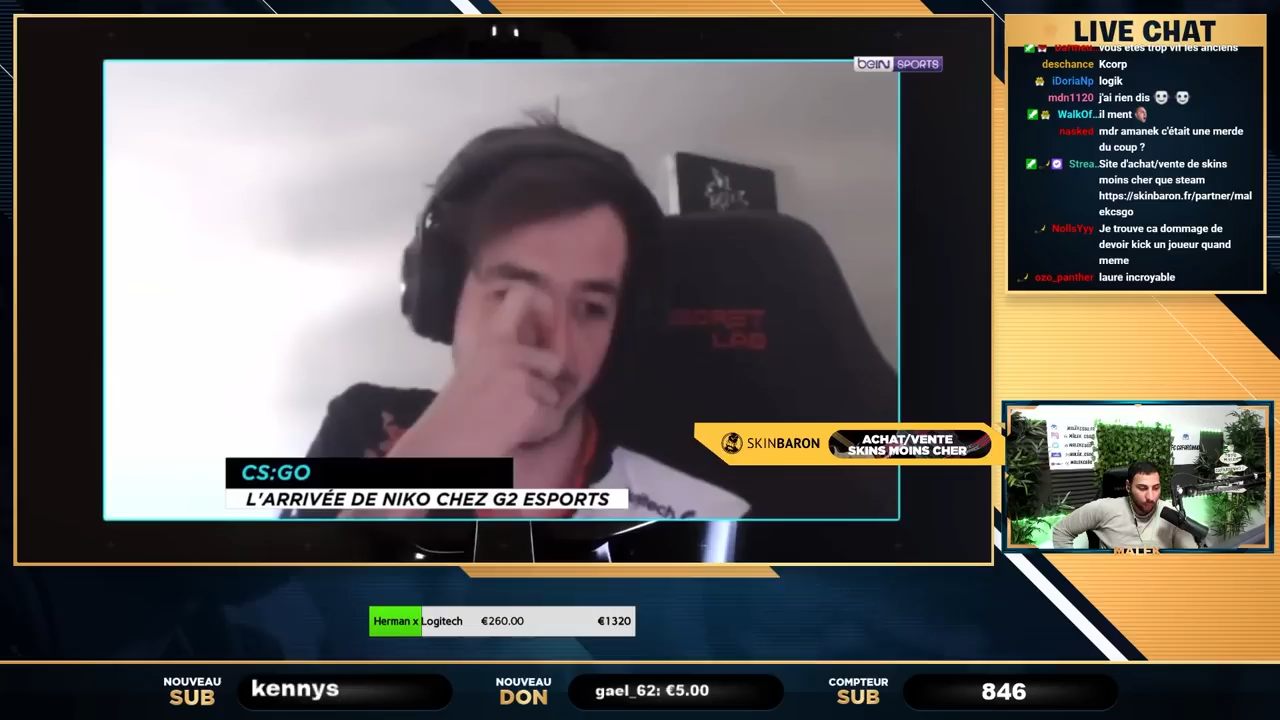 LIVE CHAT
vous êtes trop vif les anciens
deschance Kcorp
iDoriaNp logik
mdn1120 j'ai rien dis
WalkOf.. il ment
nasked mdr amanek c'était une merde
du coup ?
Strea.. Site d'achat/vente de skins
moins cher que steam
https://skinbaron.fr/partner/mal
ekcsgo
NollsYyy Je trouve ca dommage de
devoir kick un joueur quand
meme
ozo_panther laure incroyable
beIN SPORTS
SECRET
LAB
SKINBARON
ACHAT/VENTE
SKINS MOINS CHER
CS:GO
L'ARRIVÉE DE NIKO CHEZ G2 ESPORTS
MALEK
Herman x Logitech €260.00 €1320
NOUVEAU
SUB
kennys
NOUVEAU
DON
gael_62: €5.00
COMPTEUR
SUB
846